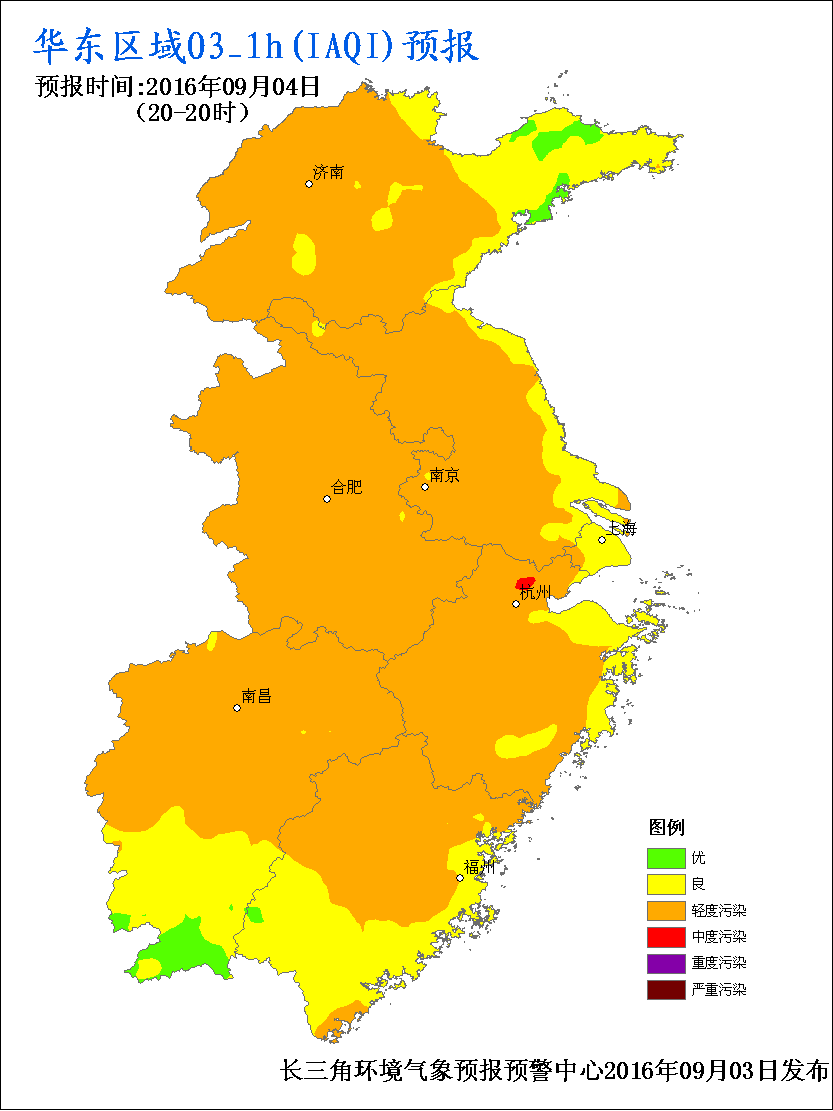 华东区域O3_1h(IAQI)预报
预报时间:2016年09月04日
（20-20时）
济南
南京
合肥
上海
杭州
南昌
福州
图例
优
良
轻度污染
中度污染
重度污染
严重污染
长三角环境气象预报预警中心2016年09月03日发布